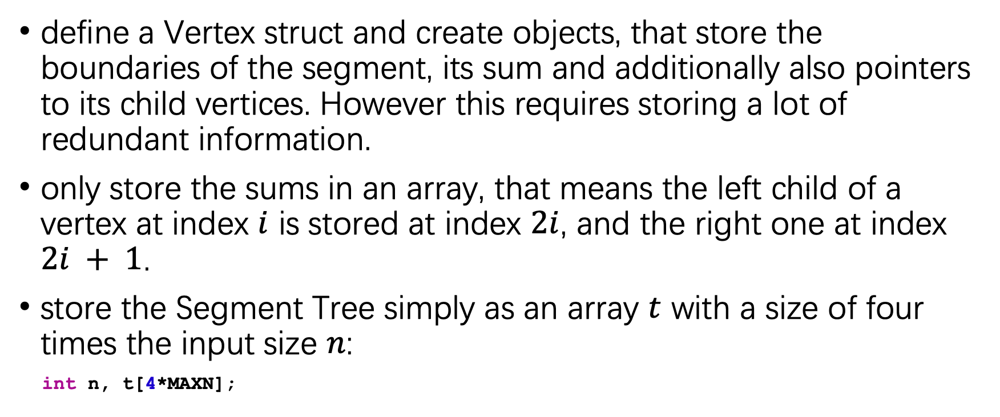 • define a Vertex struct and create objects, that store the
boundaries of the segment, its sum and additionally also pointers
to its child vertices. However this requires storing a lot of
redundant information.
• only store the sums in an array, that means the left child of a
vertex at index i is stored at index 2i, and the right one at index
2i + 1.
• store the Segment Tree simply as an array t with a size of four
times the input size n:
int n, t[4*MAXN];